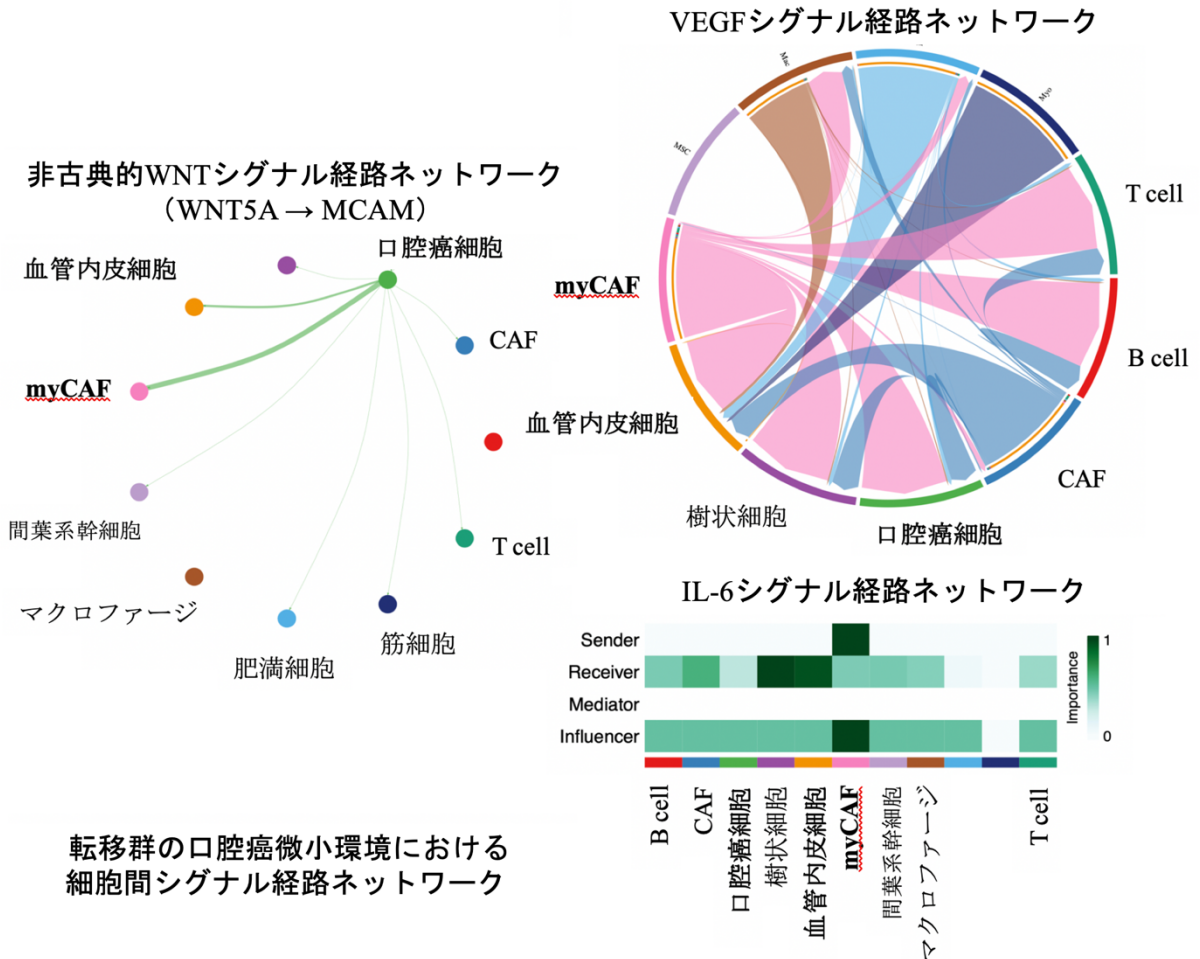 VEGFシグナル経路ネットワーク
Mac
Myo
MSC
T cell
myCAF
B cell
CAF
樹状細胞
口腔癌細胞
非古典的WNTシグナル経路ネットワーク
（WNT5A → MCAM）
口腔癌細胞
血管内皮細胞
CAF
myCAF
血管内皮細胞
間葉系幹細胞
T cell
マクロファージ
筋細胞
肥満細胞
IL-6シグナル経路ネットワーク
Sender
Receiver
Mediator
Influencer
1
Importance
0
B cell
CAF
口腔癌細胞
樹状細胞
血管内皮細胞
myCAF
間葉系幹細胞
マクロファージ
T cell
転移群の口腔癌微小環境における
細胞間シグナル経路ネットワーク